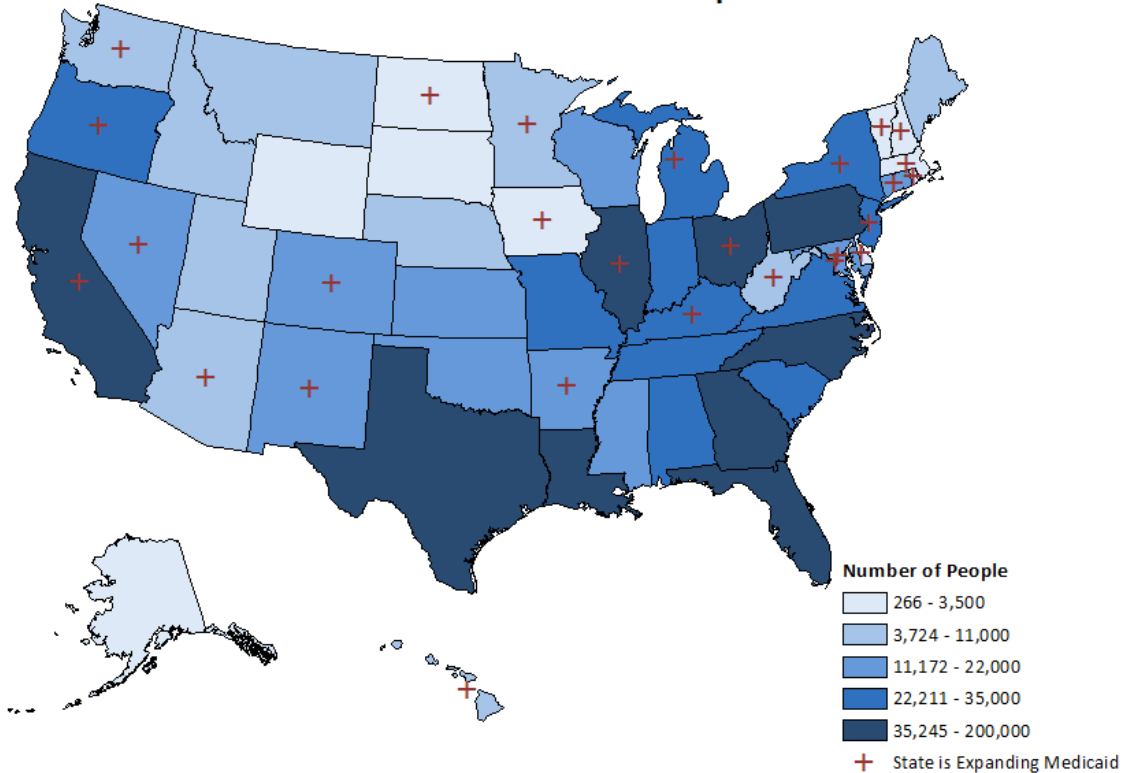 Number of People
266 - 3,500
3,724 - 11,000
11,172 - 22,000
22,211 - 35,000
35,245 - 200,000
State is Expanding Medicaid